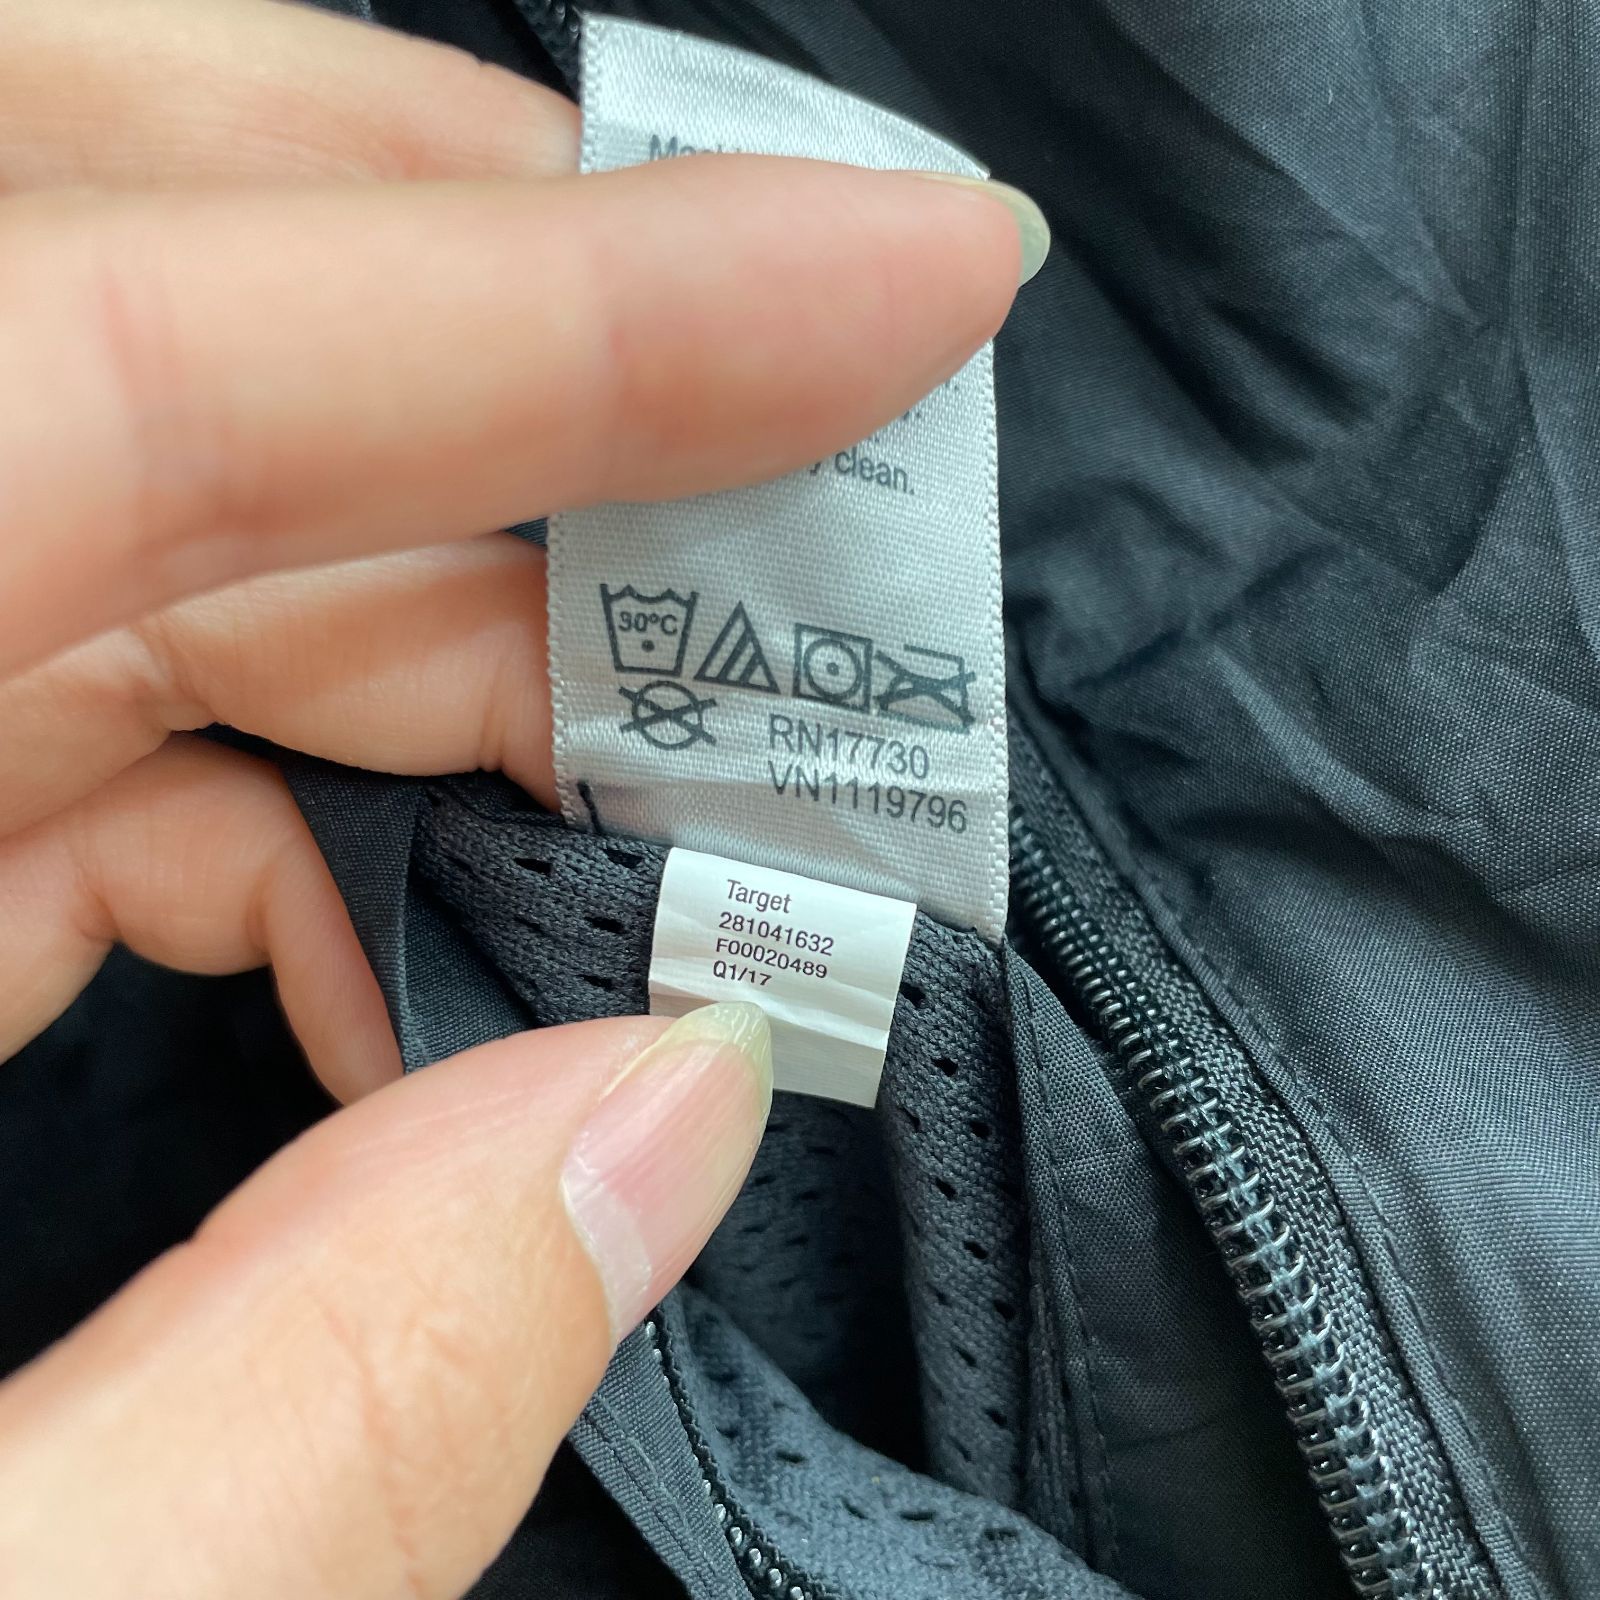 clean.
30°C
RN17730
VN1119796
Target
281041632
F00020489
Q1/17